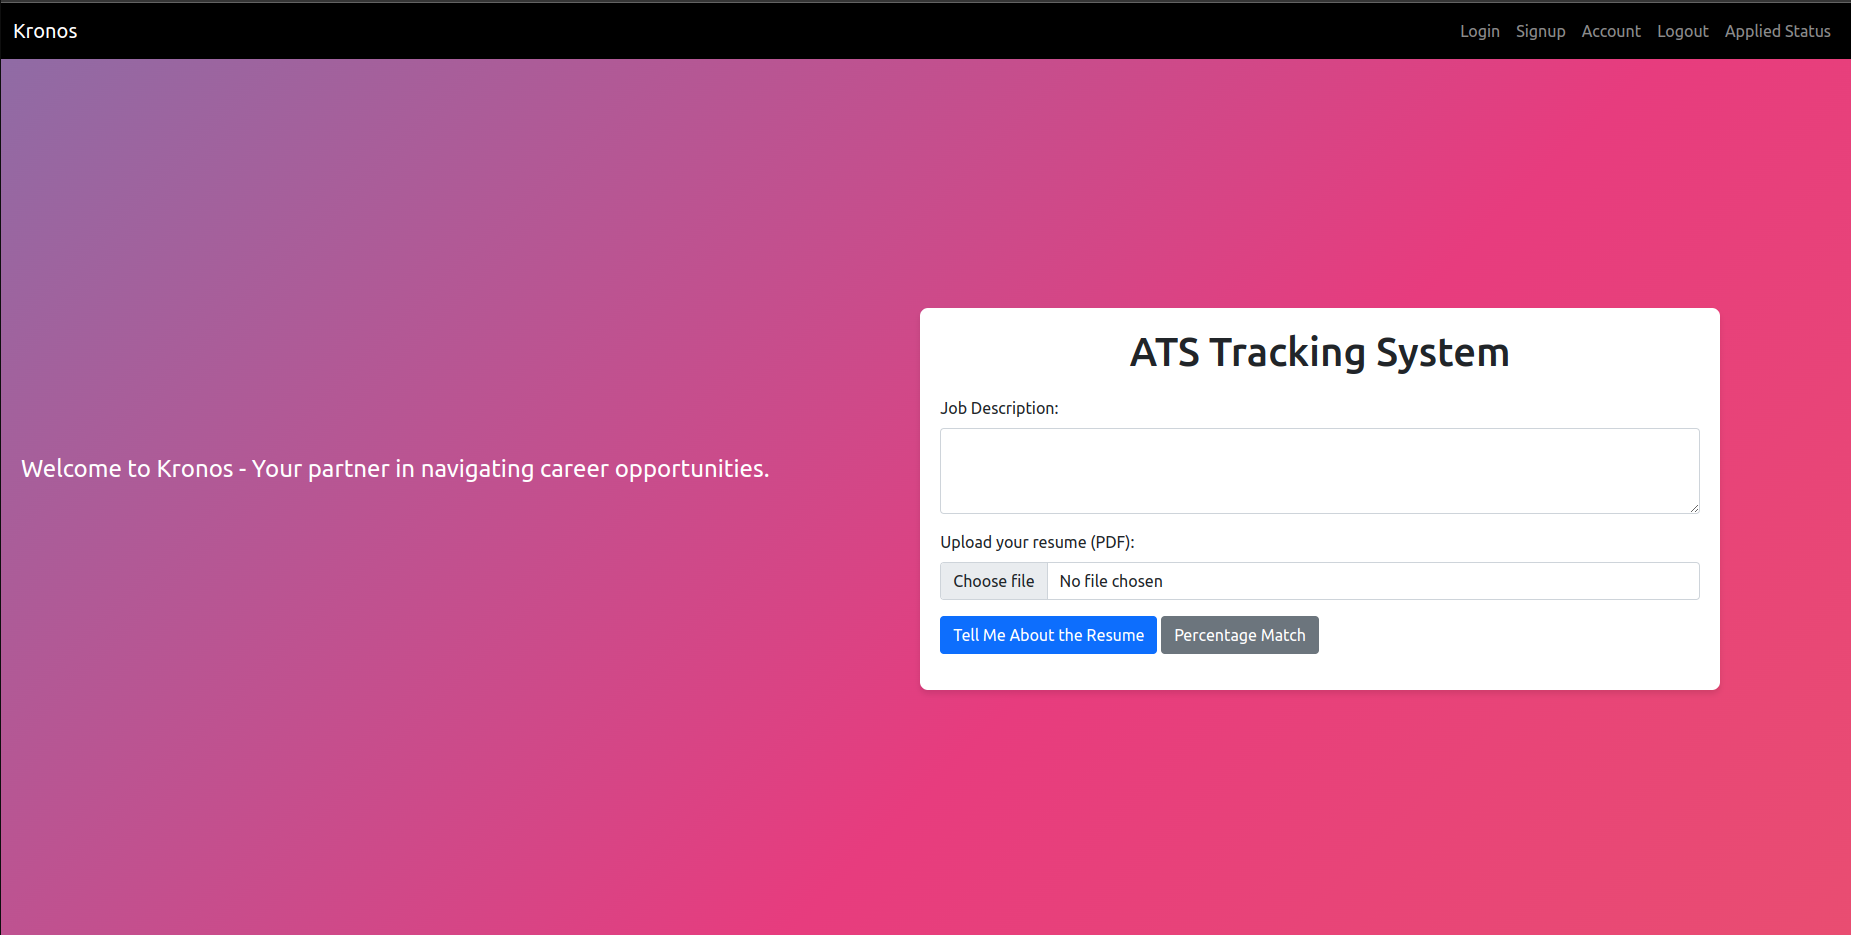 Kronos
Login Signup Account Logout Applied Status
Welcome to Kronos - Your partner in navigating career opportunities.
ATS Tracking System
Job Description:
Upload your resume (PDF):
Choose file No file chosen
Tell Me About the Resume Percentage Match